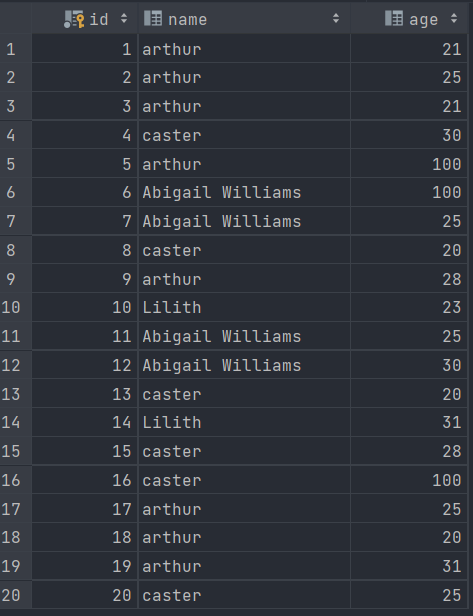 id name age
1 1 arthur 21
2 2 arthur 25
3 3 arthur 21
4 4 caster 30
5 5 arthur 100
6 6 Abigail Williams 100
7 7 Abigail Williams 25
8 8 caster 20
9 9 arthur 28
10 10 Lilith 23
11 11 Abigail Williams 25
12 12 Abigail Williams 30
13 13 caster 20
14 14 Lilith 31
15 15 caster 28
16 16 caster 100
17 17 arthur 25
18 18 arthur 20
19 19 arthur 31
20 20 caster 25